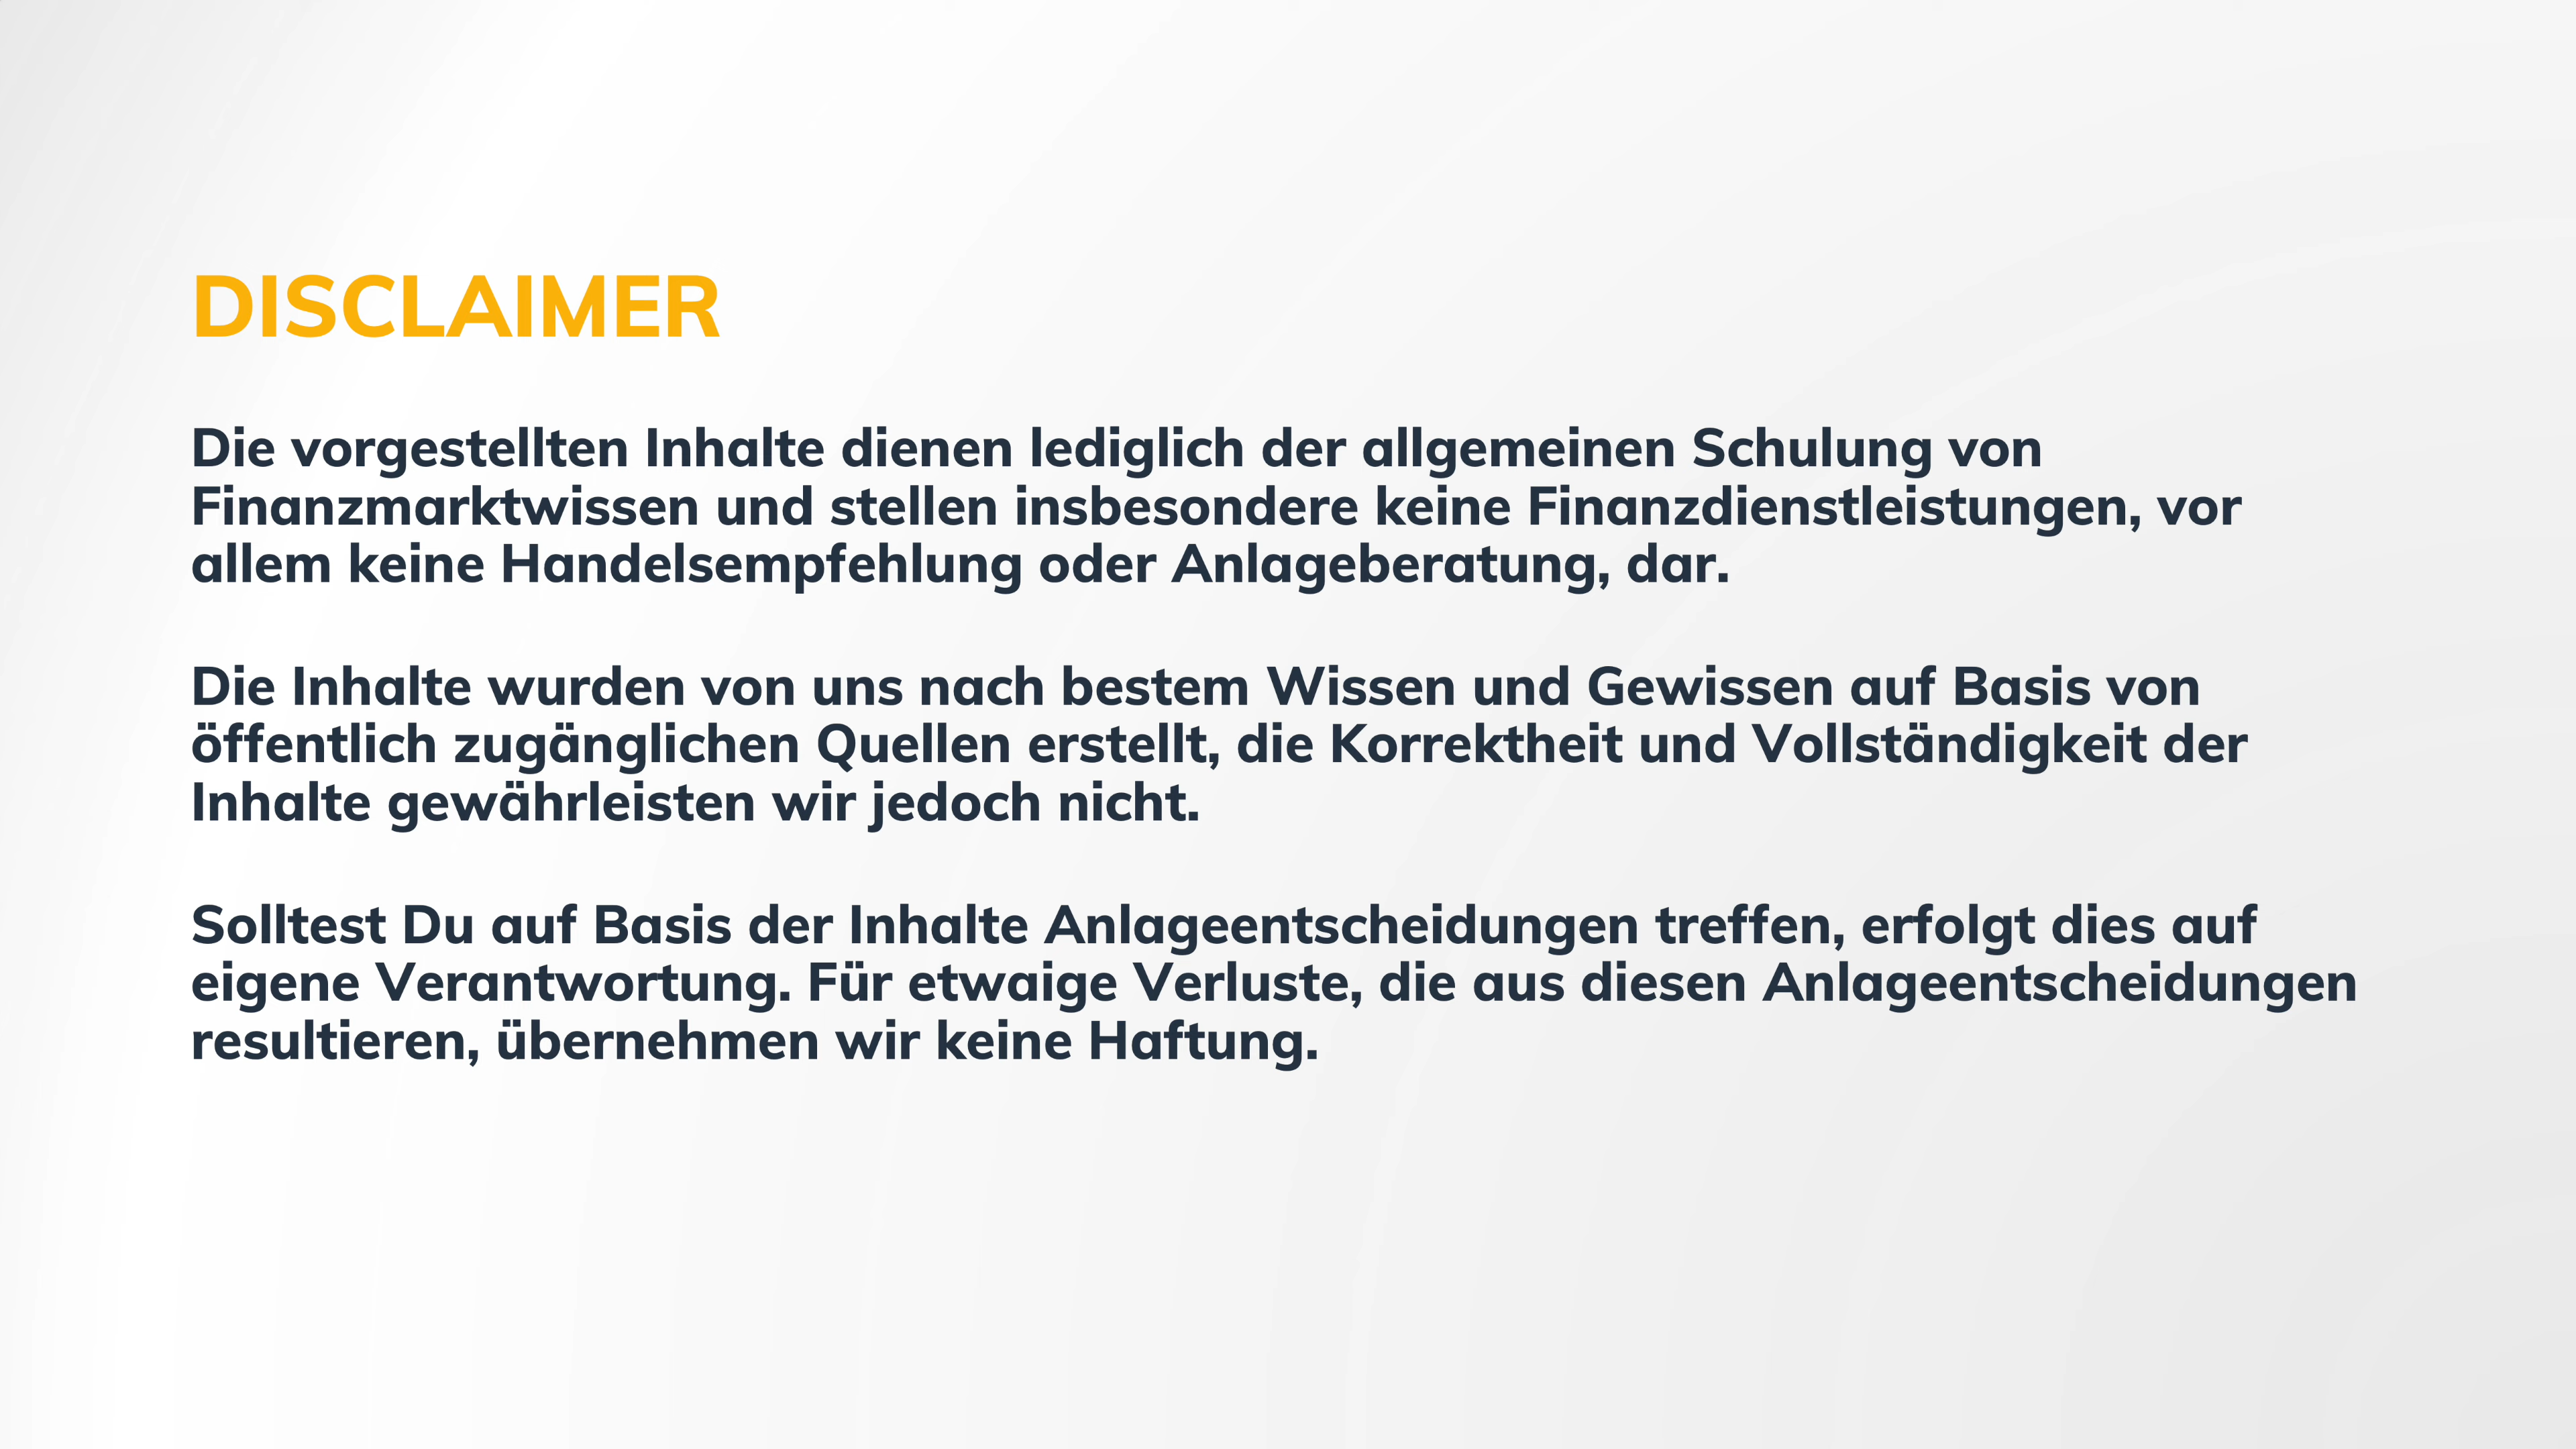 DISCLAIMER
Die vorgestellten Inhalte dienen lediglich der allgemeinen Schulung von
Finanzmarktwissen und stellen insbesondere keine Finanzdienstleistungen, vor
allem keine Handelsempfehlung oder Anlageberatung, dar.
Die Inhalte wurden von uns nach bestem Wissen und Gewissen auf Basis von
öffentlich zugänglichen Quellen erstellt, die Korrektheit und Vollständigkeit der
Inhalte gewährleisten wir jedoch nicht.
Solltest Du auf Basis der Inhalte Anlageentscheidungen treffen, erfolgt dies auf
eigene Verantwortung. Für etwaige Verluste, die aus diesen Anlageentscheidungen
resultieren, übernehmen wir keine Haftung.